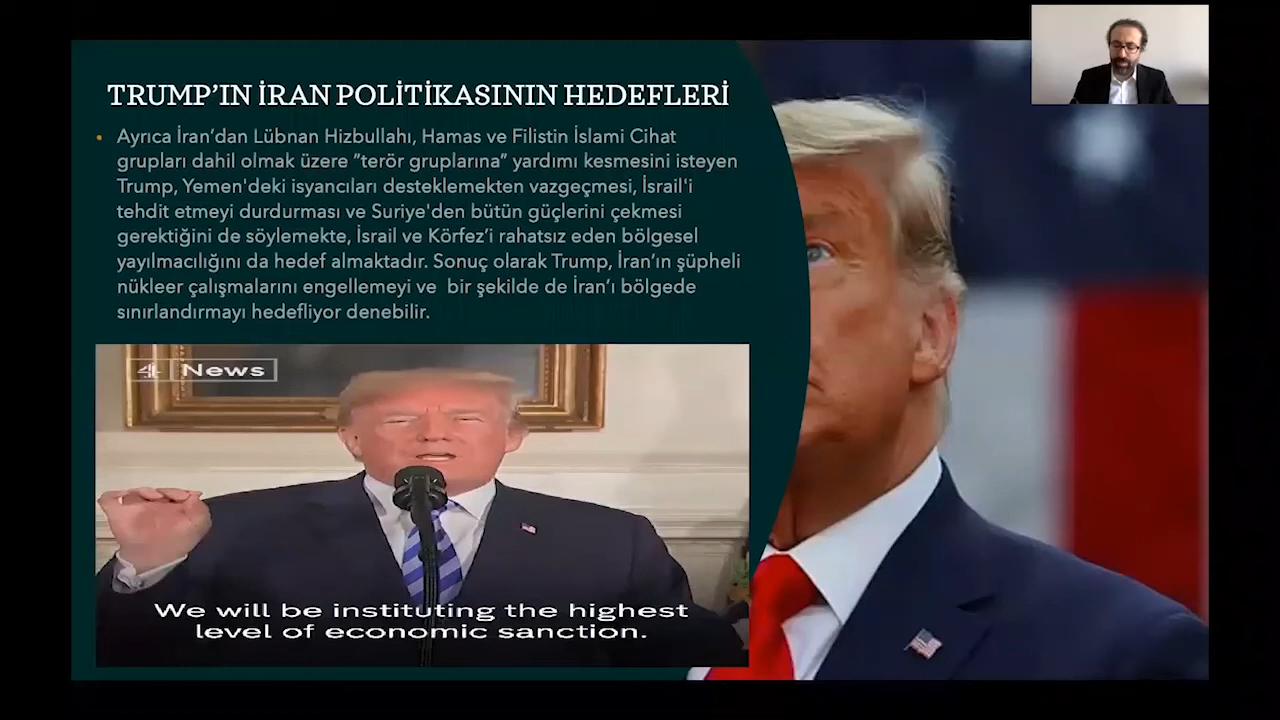 TRUMP’IN İRAN POLİTİKASININ HEDEFLERİ
• Ayrıca İran’dan Lübnan Hizbullahı, Hamas ve Filistin İslami Cihat
grupları dahil olmak üzere ”terör gruplarına” yardımı kesmesini isteyen
Trump, Yemen'deki isyancıları desteklemekten vazgeçmesi, İsrail'i
tehdit etmeyi durdurması ve Suriye'den bütün güçlerini çekmesi
gerektiğini de söylemekte, İsrail ve Körfez’i rahatsız eden bölgesel
yayılmacılığını da hedef almaktadır. Sonuç olarak Trump, İran’ın şüpheli
nükleer çalışmalarını engellemeyi ve bir şekilde de İran’ı bölgede
sınırlandırmayı hedefliyor denebilir.
4 News
We will be instituting the highest
level of economic sanction.